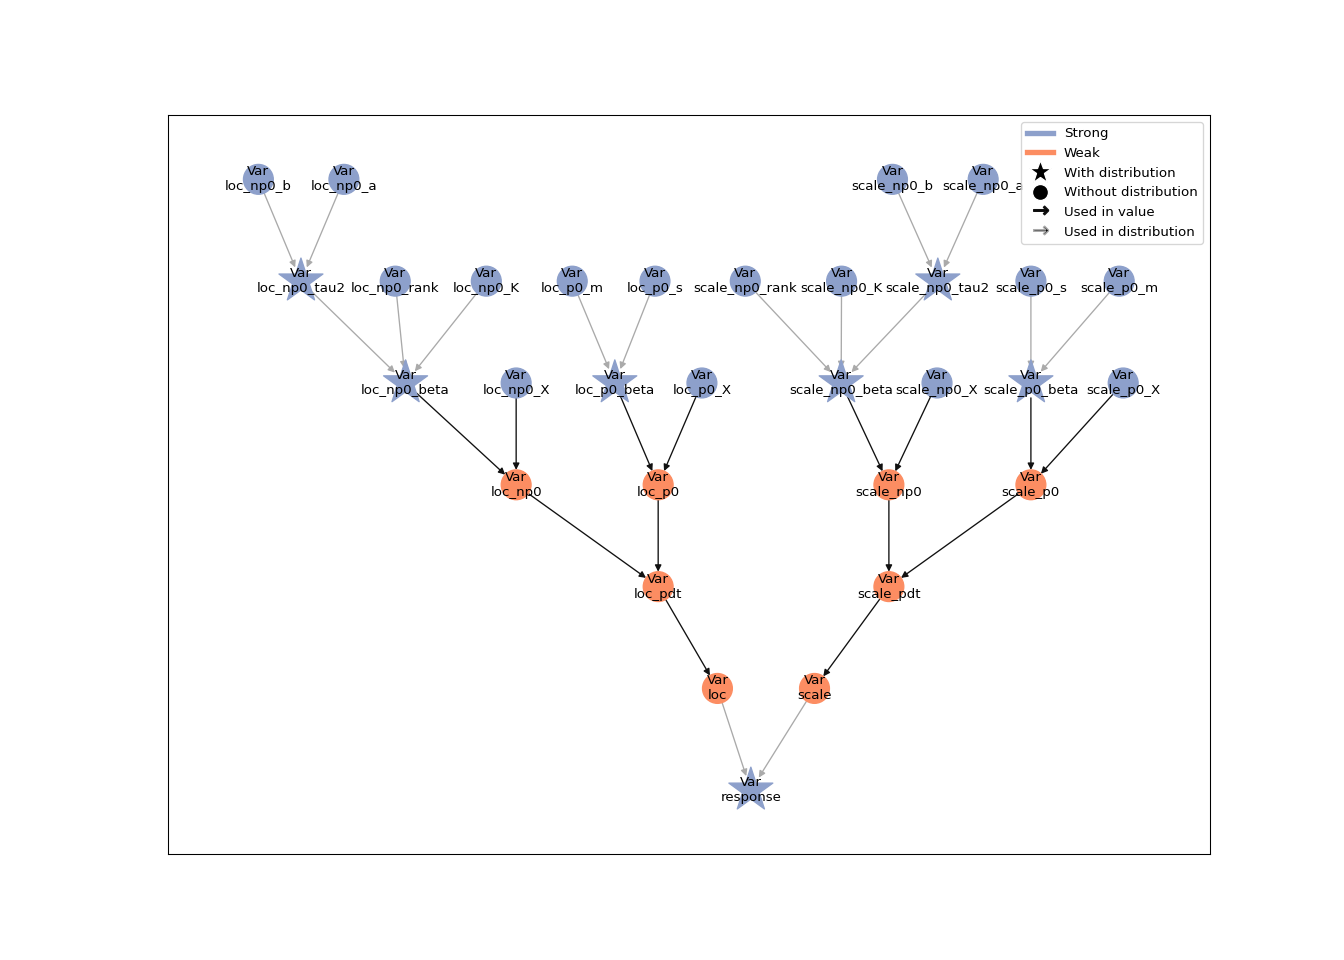 Strong
Weak
With distribution
Without distribution
Used in value
Used in distribution
Var
loc_np0_b
Var
loc_np0_a
Var
scale_np0_b
Var
scale_np0_a
Var
loc_np0_tau2
Var
loc_np0_rank
Var
loc_np0_K
Var
loc_p0_m
Var
loc_p0_s
Var
scale_np0_rank
Var
scale_np0_K
Var
scale_np0_tau2
Var
scale_p0_s
Var
scale_p0_m
Var
loc_np0_beta
Var
loc_np0_X
Var
loc_p0_beta
Var
loc_p0_X
Var
scale_np0_beta
Var
scale_np0_X
Var
scale_p0_beta
Var
scale_p0_X
Var
loc_np0
Var
loc_p0
Var
scale_np0
Var
scale_p0
Var
loc_pdt
Var
scale_pdt
Var
loc
Var
scale
Var
response